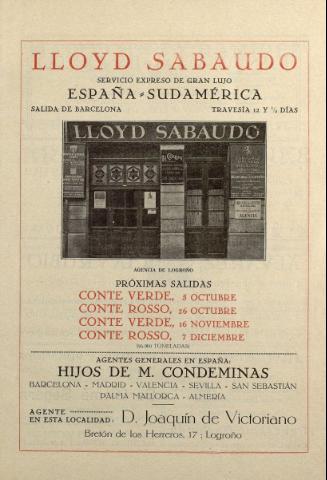 LLOYD SABAUDO
SERVICIO EXPRESO DE GRAN LUJO
ESPAÑA - SUDAMÉRICA
SALIDA DE BARCELONA TRAVESÍA 12 Y ½ DÍAS
LLOYD SABAUDO
AGENCIA DE LOGROÑO
PRÓXIMAS SALIDAS
CONTE VERDE, 5 OCTUBRE
CONTE ROSSO, 26 OCTUBRE
CONTE VERDE, 16 NOVIEMBRE
CONTE ROSSO, 7 DICIEMBRE
TONELADAS
AGENTES GENERALES EN ESPAÑA:
HIJOS DE M. CONDEMINAS
BARCELONA - MADRID - VALENCIA - SEVILLA - SAN SEBASTIÁN
PALMA MALLORCA - ALMERÍA
AGENTE
EN ESTA LOCALIDAD: D. Joaquín de Victoriano
Bretón de los Herreros, 17 : Logroño